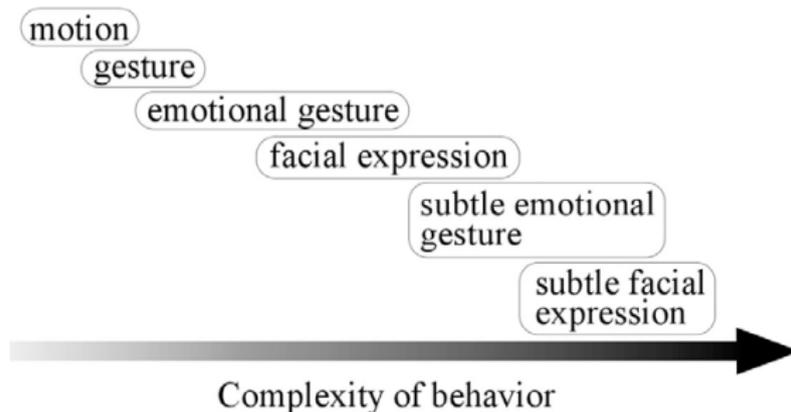 motion
gesture
emotional gesture
facial expression
subtle emotional
gesture
subtle facial
expression
Complexity of behavior